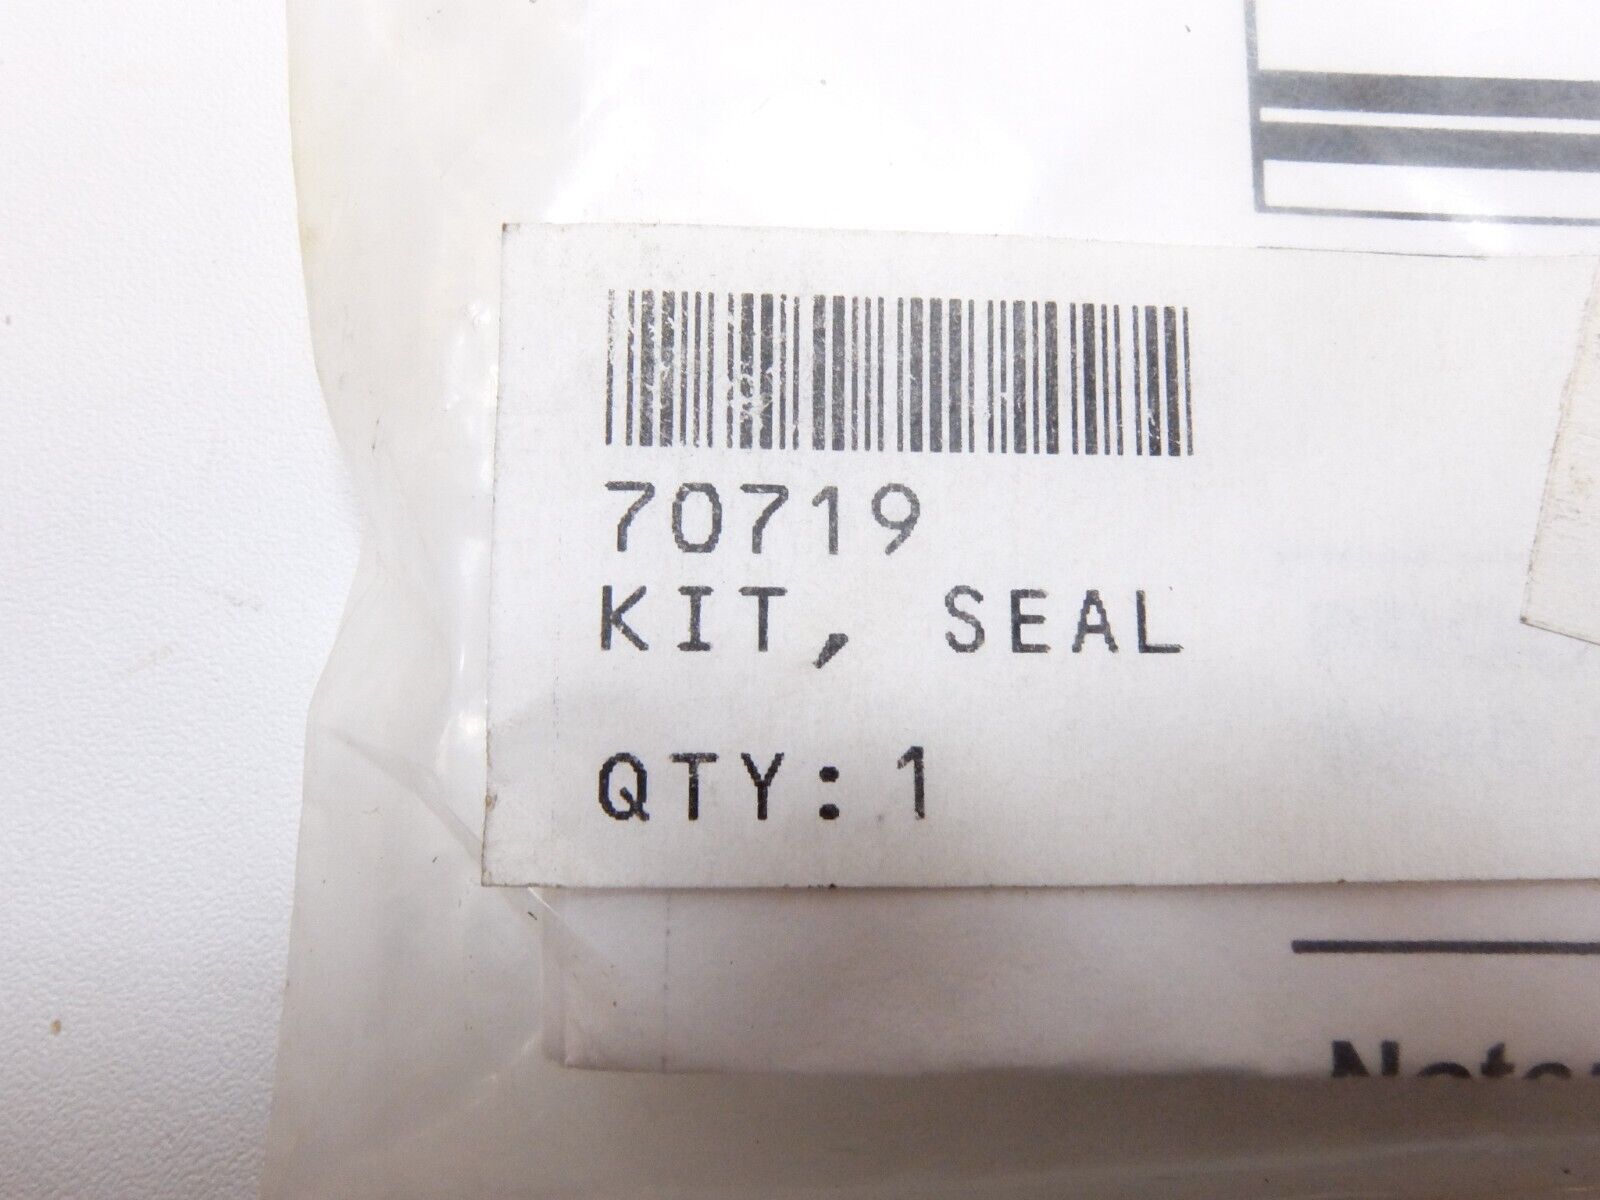 70719
KIT, SEAL
QTY: 1